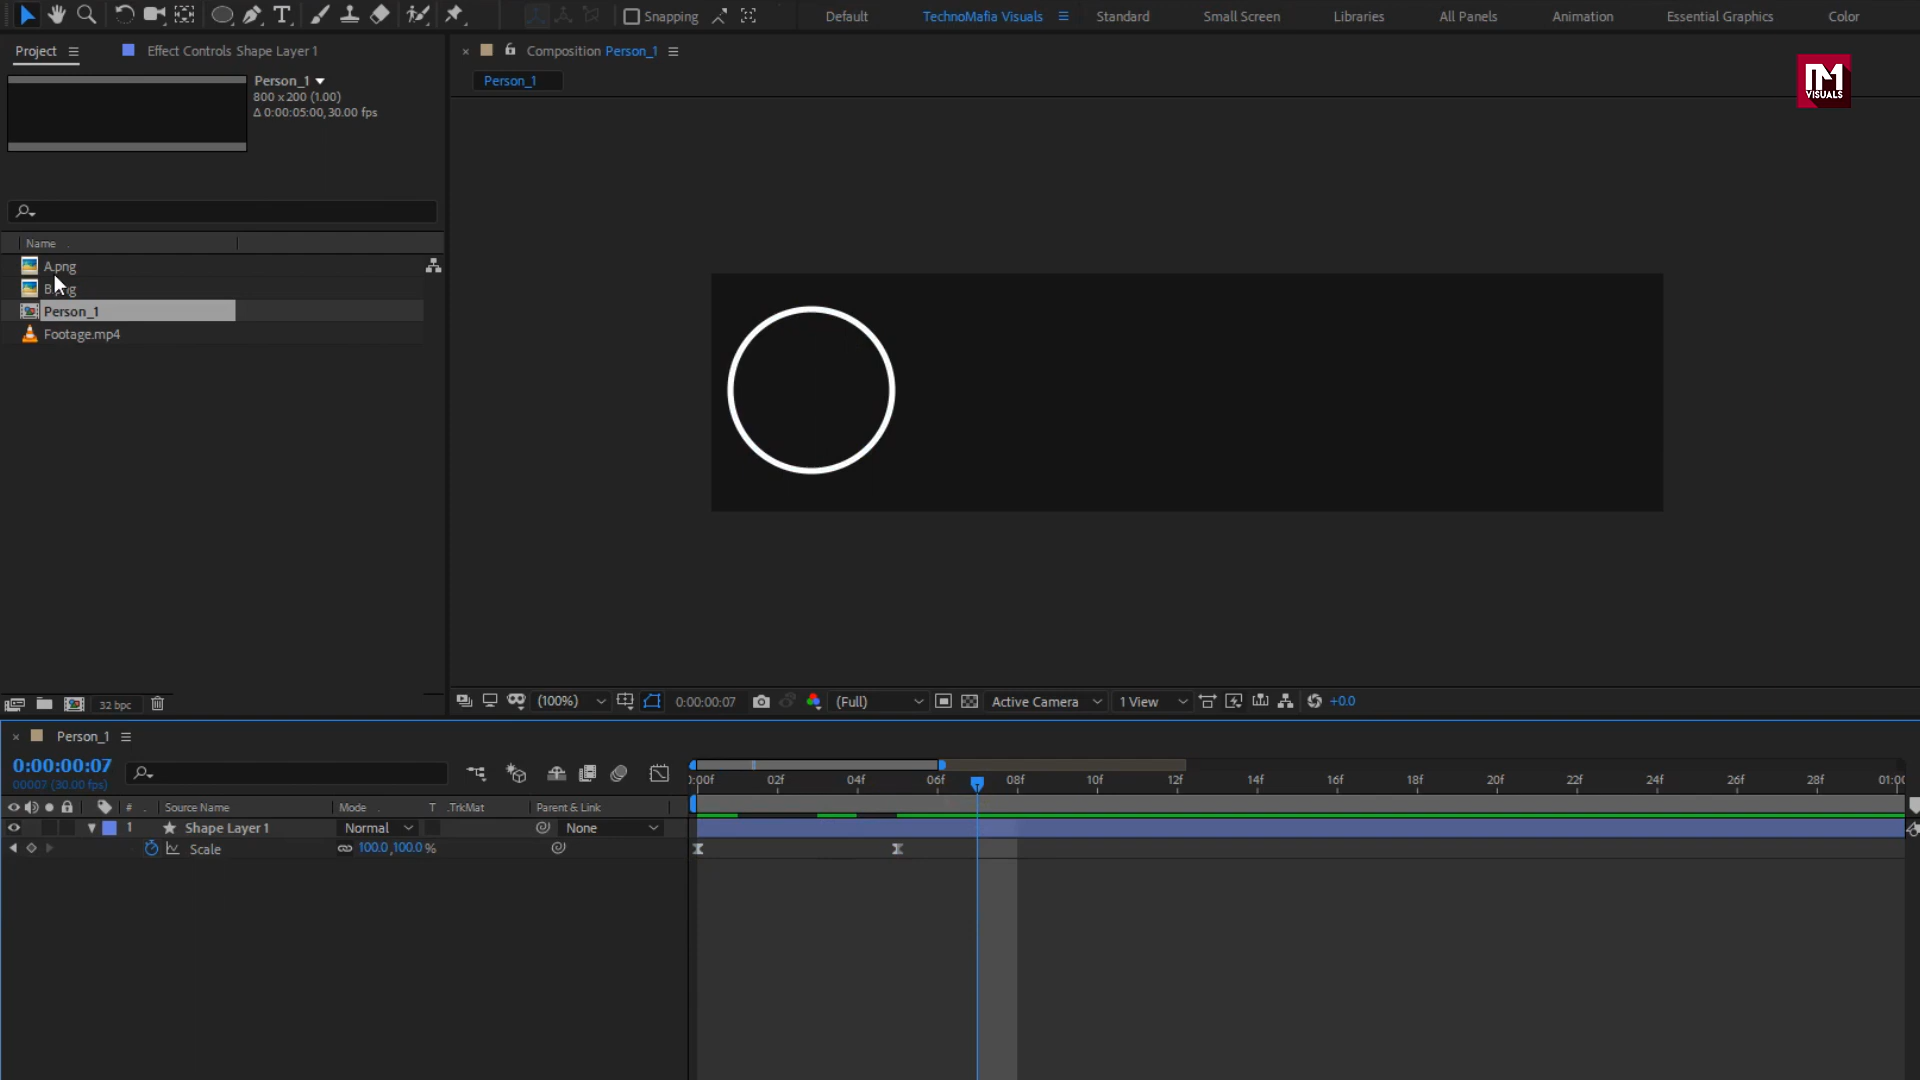 Snapping
Default
TechnoMafia Visuals
Standard
Small Screen
Libraries
All Panels
Animation
Essential Graphics
Color
Project
Effect Controls Shape Layer 1
Composition Person_1
Person_1
800 x 200 (1.00)
Δ 0:00:05:00, 30.00 fps
Person_1
VISUALS
Name
A.png
Person_1
Footage.mp4
32 bpc
(100%)
0:00:00:07
(Full)
Active Camera
1 View
+0.0
Person_1
0:00:00:07
00007 (30.00 fps)
:00f 02f 04f 06f 08f 10f 12f 14f 16f 18f 20f 22f 24f 26f 28f 01:0
# Source Name Mode T .TrkMat Parent & Link
1 Shape Layer 1 Normal None
Scale 100.0,100.0 %